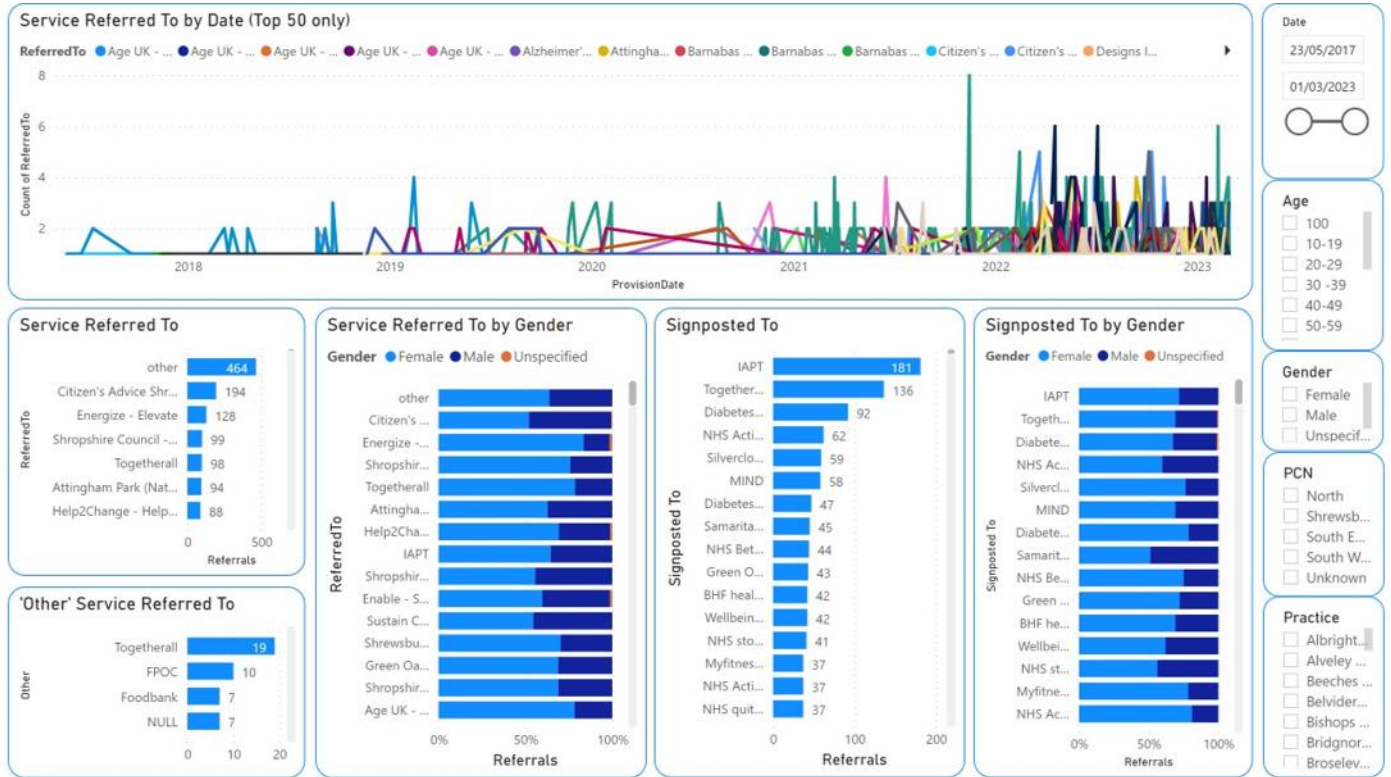 Service Referred To by Date (Top 50 only)
ReferredTo Age UK - ... Age UK - ... Age UK - ... Age UK - ... Age UK - ... Alzheimer'... Attingha... Barnabas ... Barnabas ... Barnabas ... Citizen's ... Citizen's ... Designs I...
Count of ReferredTo
8
6
4
2
2018 2019 2020 2021 2022 2023
ProvisionDate
Date
23/05/2017
01/03/2023
Age
100
10-19
20-29
30 -39
40-49
50-59
Gender
Female
Male
Unspecif...
PCN
North
Shrewsb...
South E...
South W...
Unknown
Practice
Albright...
Alveley ...
Beeches ...
Belvider...
Bishops ...
Bridgnor...
Broseley...
Service Referred To
ReferredTo
other 464
Citizen's Advice Shr... 194
Energize - Elevate 128
Shropshire Council -... 99
Togetherall 98
Attingham Park (Nat... 94
Help2Change - Help... 88
0 500
Referrals
'Other' Service Referred To
Other
Togetherall 19
FPOC 10
Foodbank 7
NULL 7
0 10 20
Service Referred To by Gender
Gender Female Male Unspecified
ReferredTo
other
Citizen's ...
Energize -...
Shropshir...
Togetherall
Attingha...
Help2Cha...
IAPT
Shropshir...
Enable - S...
Sustain C...
Shrewsbu...
Green Oa...
Shropshir...
Age UK - ...
0% 50% 100%
Referrals
Signposted To
Signposted To
IAPT 181
Together... 136
Diabetes... 92
NHS Acti... 62
Silverclo... 59
MIND 58
Diabetes... 47
Samarita... 45
NHS Bet... 44
Green O... 43
BHF heal... 42
Wellbein... 42
NHS sto... 41
Myfitnes... 37
NHS Acti... 37
NHS quit... 37
0 100 200
Referrals
Signposted To by Gender
Gender Female Male Unspecified
Signposted To
IAPT
Togeth...
Diabete...
NHS Ac...
Silvercl...
MIND
Diabete...
Samarit...
NHS Be...
Green ...
BHF he...
Wellbei...
NHS st...
Myfitne...
NHS Ac...
0% 50% 100%
Referrals